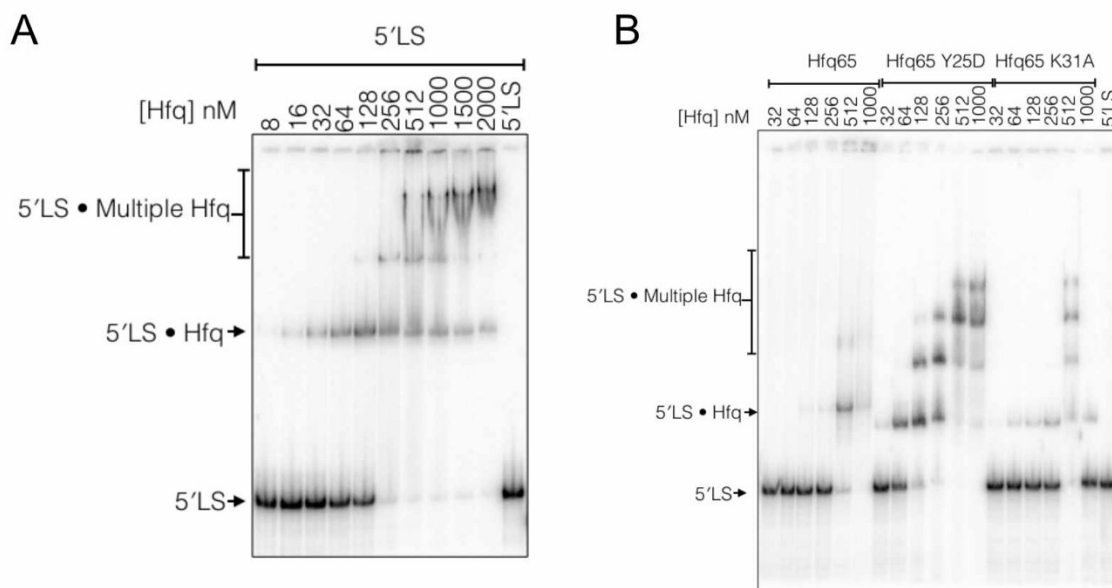 A
5′LS
[Hfq] nM
8 16 32 64 128 256 512 1000 1500 2000 5′LS
5′LS • Multiple Hfq
5′LS • Hfq
5′LS
B
Hfq65 Hfq65 Y25D Hfq65 K31A
[Hfq] nM
32 64 128 256 512 1000 32 64 128 256 512 1000 32 64 128 256 512 1000 5′LS
5′LS • Multiple Hfq
5′LS • Hfq
5′LS